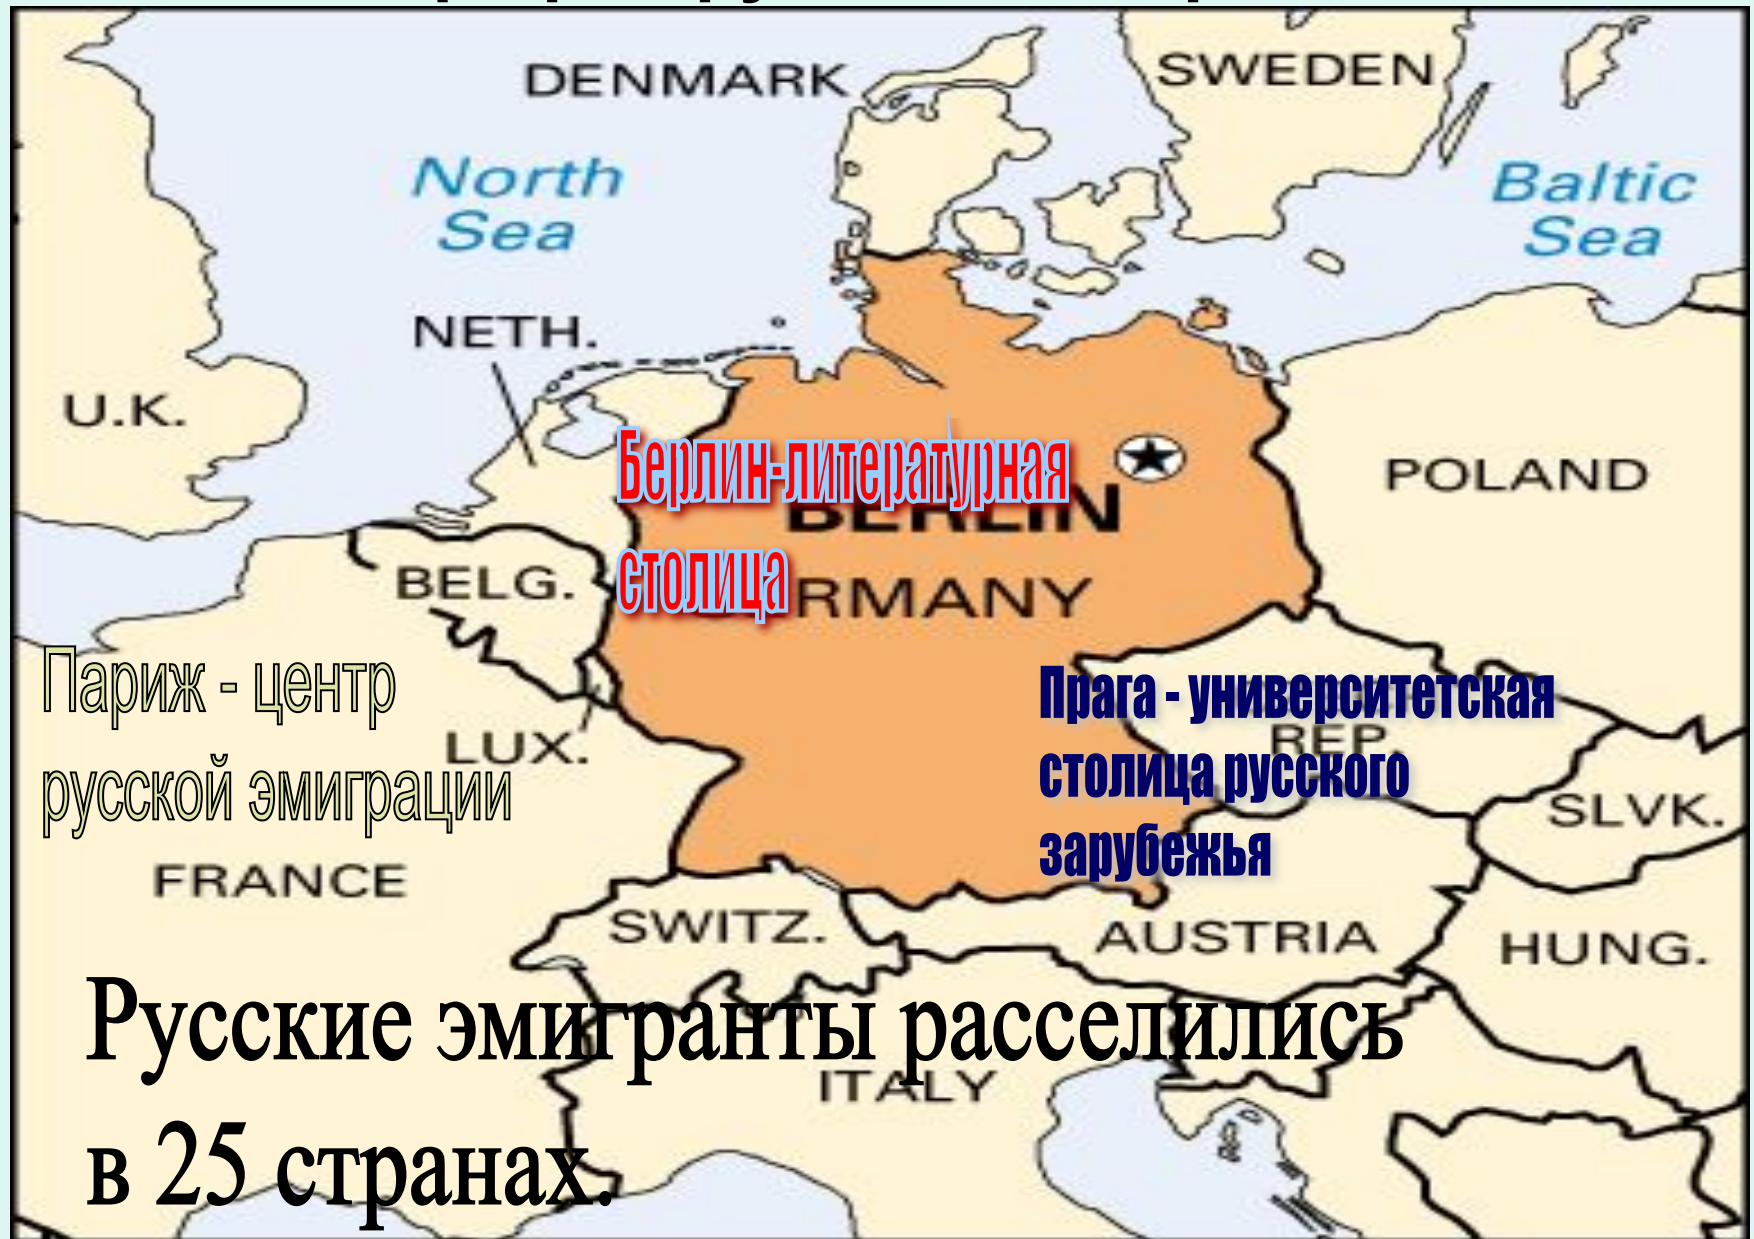 DENMARK
SWEDEN
North
Sea
Baltic
Sea
NETH.
U.K.
Берлин-литературная
столица
BERLIN
RMANY
POLAND
BELG.
Париж - центр
русской эмиграции
LUX.
Прага - университетская
столица русского
зарубежья
REP.
SLVK.
FRANCE
SWITZ.
AUSTRIA
HUNG.
Русские эмигранты расселились
в 25 странах.
ITALY